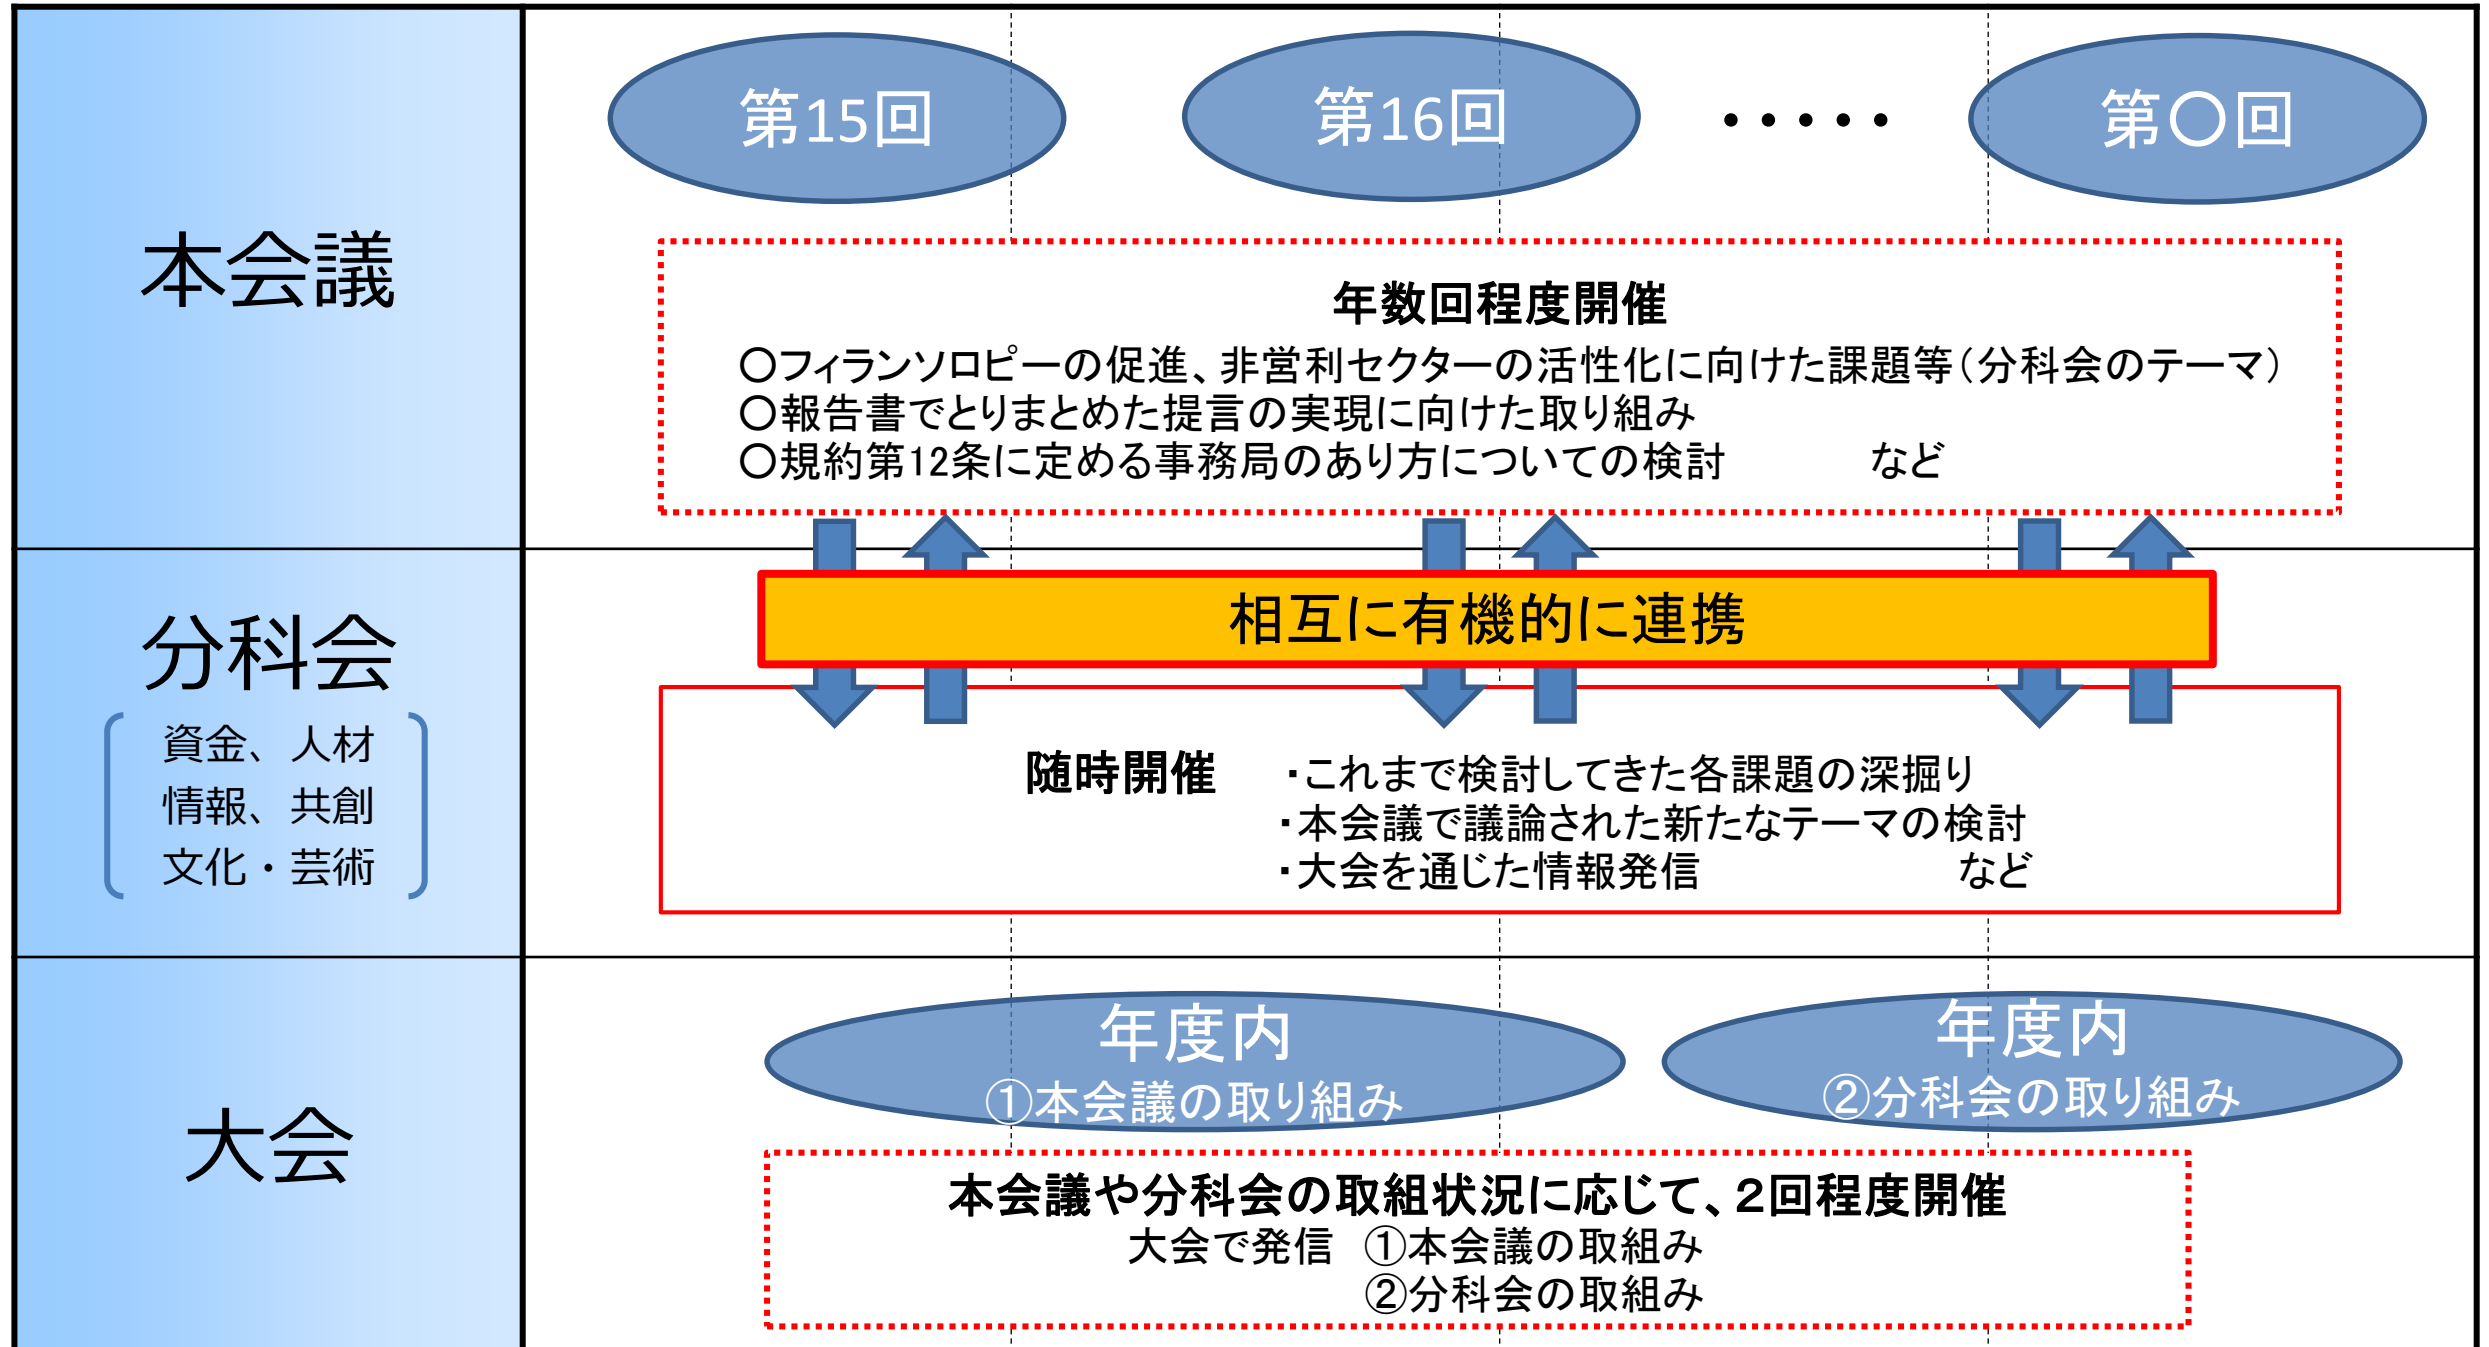 本会議
第15回
第16回
・・・・・
第〇回
年数回程度開催
〇フィランソロピーの促進、非営利セクターの活性化に向けた課題等（分科会のテーマ）
〇報告書でとりまとめた提言の実現に向けた取り組み
〇規約第12条に定める事務局のあり方についての検討　　　など
相互に有機的に連携
分科会
資金、人材
情報、共創
文化・芸術
随時開催　・これまで検討してきた各課題の深掘り
・本会議で議論された新たなテーマの検討
・大会を通じた情報発信　　　　　など
大会
年度内
①本会議の取り組み
年度内
②分科会の取り組み
本会議や分科会の取組状況に応じて、２回程度開催
大会で発信　①本会議の取組み
②分科会の取組み